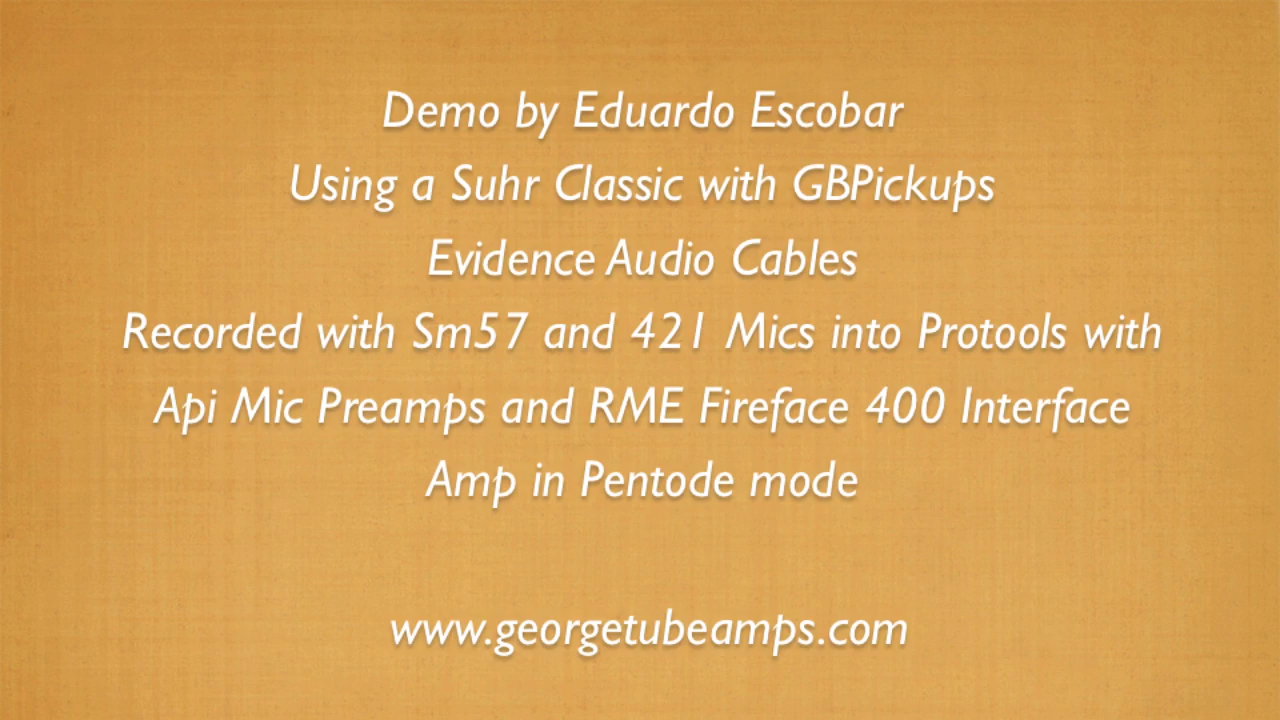 Demo by Eduardo Escobar
Using a Suhr Classic with GBPickups
Evidence Audio Cables
Recorded with Sm57 and 421 Mics into Protools with
Api Mic Preamps and RME Fireface 400 Interface
Amp in Pentode mode
www.georgetubeamps.com